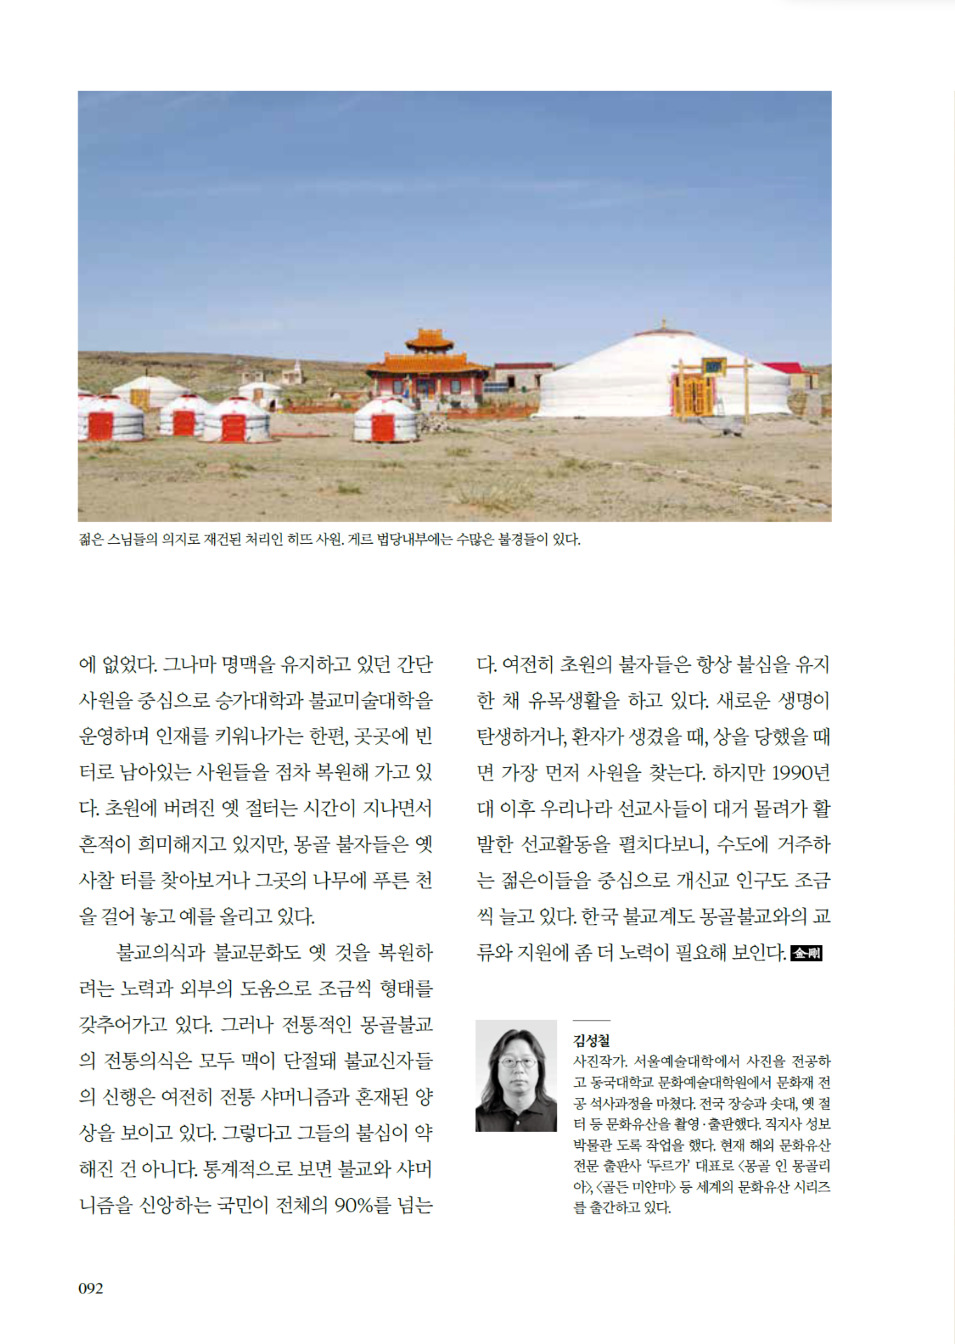 젊은 스님들의 의지로 재건된 처리인 히뜨 사원. 게르 법당내부에는 수많은 불경들이 있다.
에 없었다. 그나마 명맥을 유지하고 있던 간단
사원을 중심으로 승가대학과 불교미술대학을
운영하며 인재를 키워나가는 한편, 곳곳에 빈
터로 남아있는 사원들을 점차 복원해 가고 있
다. 초원에 버려진 옛 절터는 시간이 지나면서
흔적이 희미해지고 있지만, 몽골 불자들은 옛
사찰 터를 찾아보거나 그곳의 나무에 푸른 천
을 걸어 놓고 예를 올리고 있다.
불교의식과 불교문화도 옛 것을 복원하
려는 노력과 외부의 도움으로 조금씩 형태를
갖추어가고 있다. 그러나 전통적인 몽골불교
의 전통의식은 모두 맥이 단절돼 불교신자들
의 신행은 여전히 전통 샤머니즘과 혼재된 양
상을 보이고 있다. 그렇다고 그들의 불심이 약
해진 건 아니다. 통계적으로 보면 불교와 샤머
니즘을 신앙하는 국민이 전체의 90%를 넘는
다. 여전히 초원의 불자들은 항상 불심을 유지
한 채 유목생활을 하고 있다. 새로운 생명이
탄생하거나, 환자가 생겼을 때, 상을 당했을 때
면 가장 먼저 사원을 찾는다. 하지만 1990년
대 이후 우리나라 선교사들이 대거 몰려가 활
발한 선교활동을 펼치다보니, 수도에 거주하
는 젊은이들을 중심으로 개신교 인구도 조금
씩 늘고 있다. 한국 불교계도 몽골불교와의 교
류와 지원에 좀 더 노력이 필요해 보인다. 金剛
김성철
사진작가. 서울예술대학에서 사진을 전공하
고 동국대학교 문화예술대학원에서 문화재 전
공 석사과정을 마쳤다. 전국 장승과 솟대, 옛 절
터 등 문화유산을 촬영·출판했다. 직지사 성보
박물관 도록 작업을 했다. 현재 해외 문화유산
전문 출판사 ‘두르가’ 대표로 〈몽골 인 몽골리
아〉, 〈골든 미얀마〉 등 세계의 문화유산 시리즈
를 출간하고 있다.
092